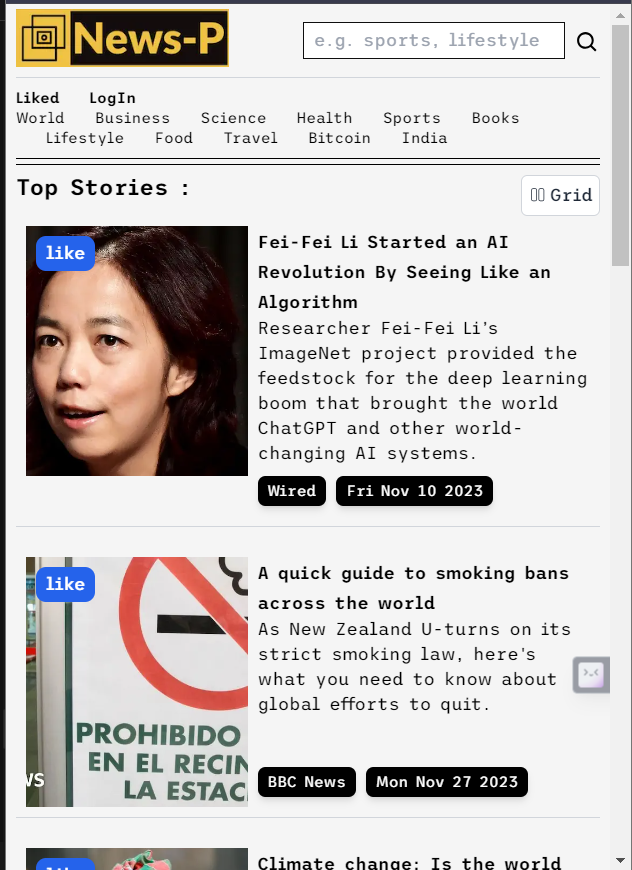 News-P
e.g. sports, lifestyle
Liked LogIn
World Business Science Health Sports Books
Lifestyle Food Travel Bitcoin India
Top Stories :
Grid
like
Fei-Fei Li Started an AI
Revolution By Seeing Like an
Algorithm
Researcher Fei-Fei Li's
ImageNet project provided the
feedstock for the deep learning
boom that brought the world
ChatGPT and other world-
changing AI systems.
Wired Fri Nov 10 2023
like
PROHIBIDO
EN EL RECIN
LA ESTAC
WS
A quick guide to smoking bans
across the world
As New Zealand U-turns on its
strict smoking law, here's
what you need to know about
global efforts to quit.
BBC News Mon Nov 27 2023
like
Climate change: Is the world